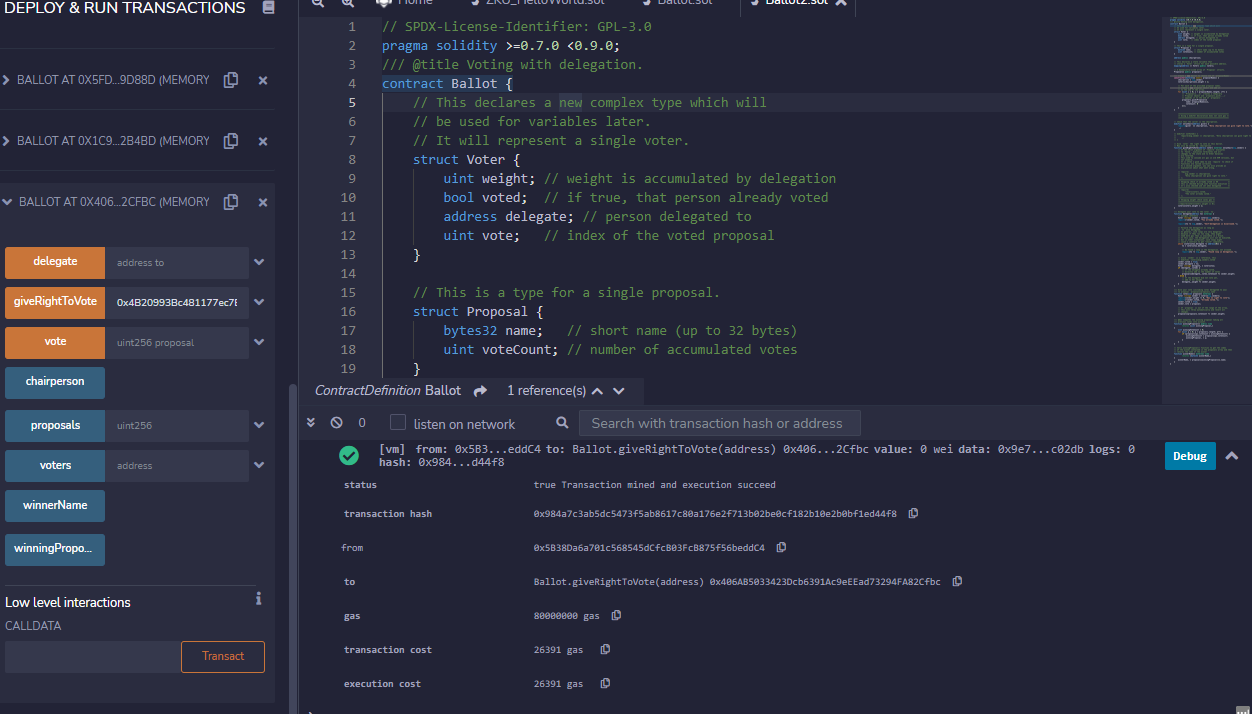 DEPLOY & RUN TRANSACTIONS
BALLOT AT 0X5FD...9D88D (MEMORY
BALLOT AT 0X1C9...2B4BD (MEMORY
BALLOT AT 0X406...2CFBC (MEMORY
delegate address to
giveRightToVote 0x4B20993Bc481177ec7E
vote uint256 proposal
chairperson
proposals uint256
voters address
winnerName
winningPropo...
Low level interactions
CALLDATA
Transact
Home ZKU_HelloWorld.sol Ballot.sol Ballot2.sol
1 // SPDX-License-Identifier: GPL-3.0
2 pragma solidity >=0.7.0 <0.9.0;
3 /// @title Voting with delegation.
4 contract Ballot {
5 // This declares a new complex type which will
6 // be used for variables later.
7 // It will represent a single voter.
8 struct Voter {
9 uint weight; // weight is accumulated by delegation
10 bool voted;  // if true, that person already voted
11 address delegate; // person delegated to
12 uint vote;   // index of the voted proposal
13 }
14
15 // This is a type for a single proposal.
16 struct Proposal {
17 bytes32 name;   // short name (up to 32 bytes)
18 uint voteCount; // number of accumulated votes
19 }
ContractDefinition Ballot 1 reference(s)
0 listen on network Search with transaction hash or address
[vm] from: 0x5B3...eddC4 to: Ballot.giveRightToVote(address) 0x406...2Cfbc value: 0 wei data: 0x9e7...c02db logs: 0
hash: 0x984...d44f8
Debug
status true Transaction mined and execution succeed
transaction hash 0x984a7c3ab5dc5473f5ab8617c80a176e2f713b02be0cf182b10e2b0bf1ed44f8
from 0x5B38Da6a701c568545dCfcB03FcB875f56beddC4
to Ballot.giveRightToVote(address) 0x406AB5033423Dcb6391Ac9eEEad73294FA82Cfbc
gas 80000000 gas
transaction cost 26391 gas
execution cost 26391 gas